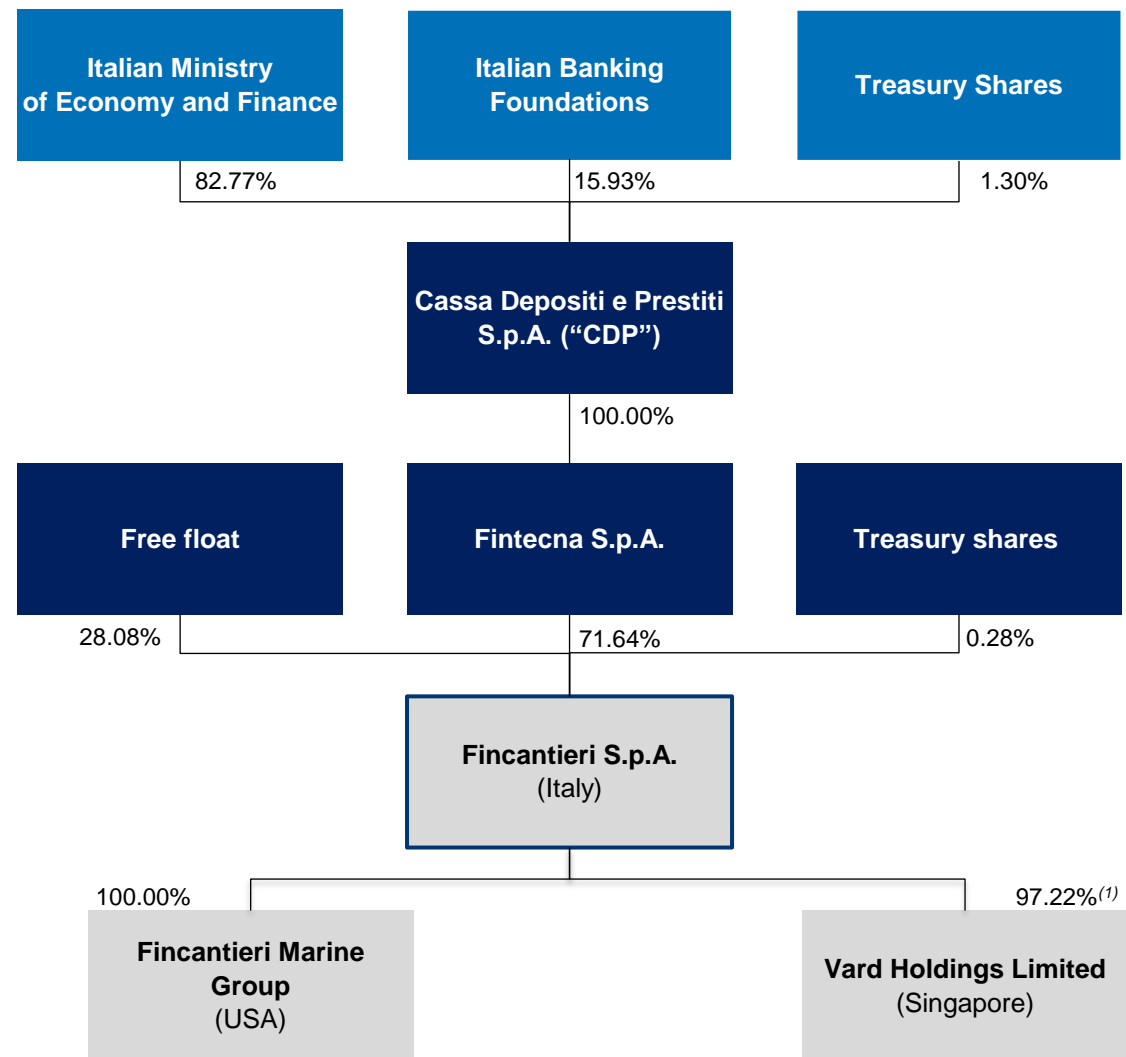 Italian Ministry
of Economy and Finance
Italian Banking
Foundations
Treasury Shares
82.77%
15.93%
1.30%
Cassa Depositi e Prestiti
S.p.A. (“CDP”)
100.00%
Free float
Fintecna S.p.A.
Treasury shares
28.08%
71.64%
0.28%
Fincantieri S.p.A.
(Italy)
100.00%
97.22%(1)
Fincantieri Marine
Group
(USA)
Vard Holdings Limited
(Singapore)